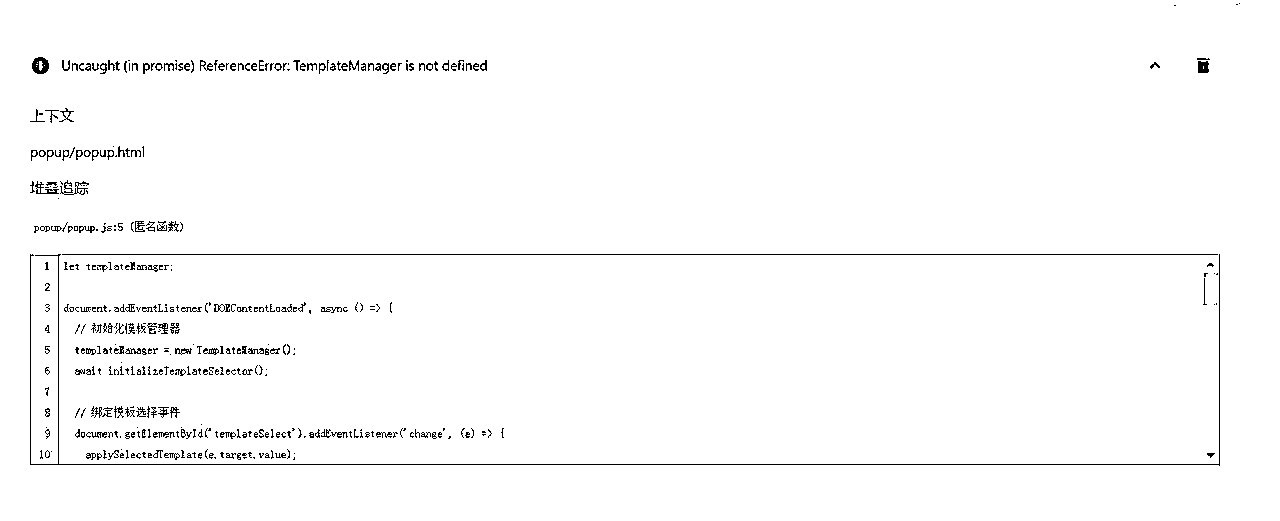 Uncaught (in promise) ReferenceError: TemplateManager is not defined
上下文
popup/popup.html
堆叠追踪
popup/popup.js:5 (匿名函数)
1 let templateManager;
2
3 document.addEventListener('DOMContentLoaded', async () => {
4 // 初始化模板管理器
5 templateManager = new TemplateManager();
6 await initializeTemplateSelector();
7
8 // 绑定模板选择事件
9 document.getElementById('templateSelect').addEventListener('change', (e) => {
10 applySelectedTemplate(e.target.value);